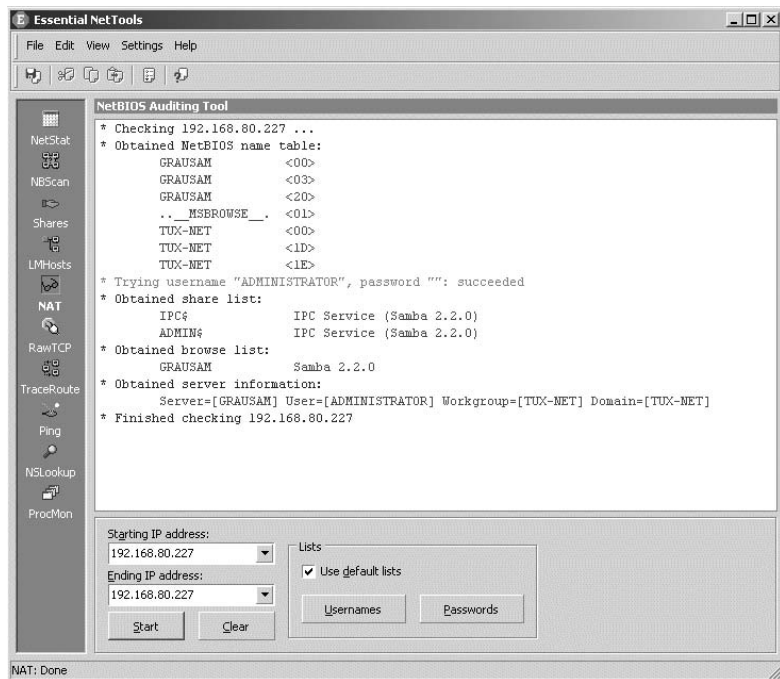 Essential NetTools
File Edit View Settings Help
NetStat
NBScan
Shares
LMHosts
NAT
RawTCP
TraceRoute
Ping
NSLookup
ProcMon
NetBIOS Auditing Tool
* Checking 192.168.80.227 ...
* Obtained NetBIOS name table:
GRAUSAM <00>
GRAUSAM <03>
GRAUSAM <20>
..__MSBROWSE__. <01>
TUX-NET <00>
TUX-NET <1D>
TUX-NET <1E>
* Trying username "ADMINISTRATOR", password "": succeeded
* Obtained share list:
IPC$ IPC Service (Samba 2.2.0)
ADMIN$ IPC Service (Samba 2.2.0)
* Obtained browse list:
GRAUSAM Samba 2.2.0
* Obtained server information:
Server=[GRAUSAM] User=[ADMINISTRATOR] Workgroup=[TUX-NET] Domain=[TUX-NET]
* Finished checking 192.168.80.227
Starting IP address:
192.168.80.227
Ending IP address:
192.168.80.227
Start Clear
Lists
Use default lists
Usernames Passwords
NAT: Done